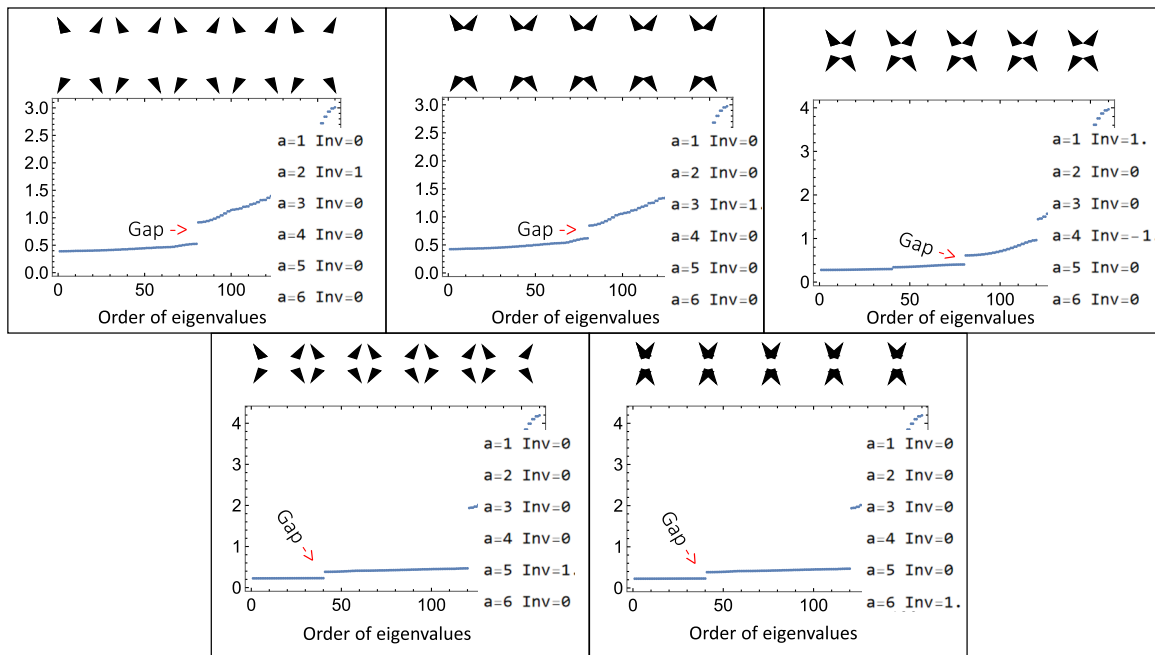 3.0
2.5
2.0
1.5
1.0
0.5
0.0
Gap ->
a=1 Inv=0
a=2 Inv=1
a=3 Inv=0
a=4 Inv=0
a=5 Inv=0
a=6 Inv=0
0 50 100
Order of eigenvalues
3.0
2.5
2.0
1.5
1.0
0.5
0.0
Gap ->
a=1 Inv=0
a=2 Inv=0
a=3 Inv=1.
a=4 Inv=0
a=5 Inv=0
a=6 Inv=0
0 50 100
Order of eigenvalues
4
3
2
1
0
Gap ->
a=1 Inv=1.
a=2 Inv=0
a=3 Inv=0
a=4 Inv=-1.
a=5 Inv=0
a=6 Inv=0
0 50 100
Order of eigenvalues
4
3
2
1
0
Gap ->
a=1 Inv=0
a=2 Inv=0
a=3 Inv=0
a=4 Inv=0
a=5 Inv=1.
a=6 Inv=0
0 50 100
Order of eigenvalues
4
3
2
1
0
Gap ->
a=1 Inv=0
a=2 Inv=0
a=3 Inv=0
a=4 Inv=0
a=5 Inv=0
a=6 Inv=1.
0 50 100
Order of eigenvalues